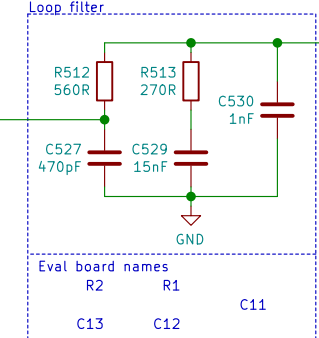 Loop filter
R512
560R
R513
270R
C530
1nF
C527
470pF
C529
15nF
GND
Eval board names
R2 R1
C11
C13 C12